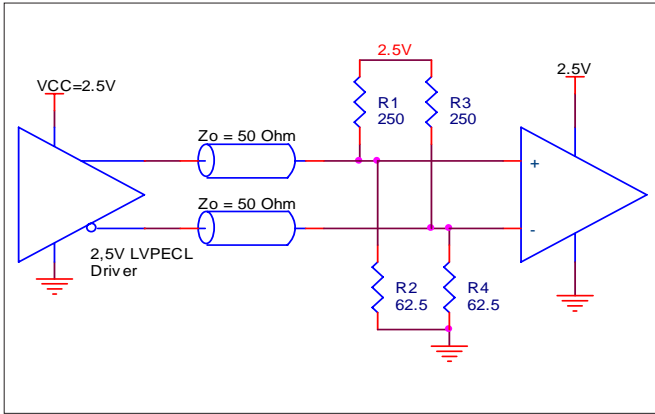 2.5V
VCC=2.5V
2.5V
R1
250
R3
250
Zo = 50 Ohm
+
Zo = 50 Ohm
-
2,5V LVPECL
Driver
R2
62.5
R4
62.5